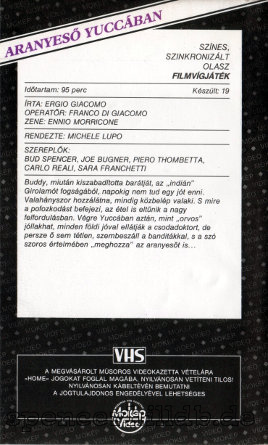 ARANYESŐ YUCCÁBAN
SZÍNES,
SZINKRONIZÁLT
OLASZ
FILMVÍGJÁTÉK
Időtartam: 95 perc Készült: 19
ÍRTA: ERGIO GIACOMO
OPERATŐR: FRANCO DI GIACOMO
ZENE: ENNIO MORRICONE
RENDEZTE: MICHELE LUPO
SZEREPLŐK:
BUD SPENCER, JOE BUGNER, PIERO THOMBETTA,
CARLO REALI, SARA FRANCHETTI
Buddy, miután kiszabadította barátját, az „indián"
Girolamót fogságából, napokig nem tud egy jót enni.
Valahányszor hozzálátna, mindig közbelép valaki. S mire
a pofozkodást befejezi, az étel is eltűnik a nagy
felfordulásban. Végre Yuccában aztán, mint „orvos"
jóllakhat, minden földi jóval ellátják a csodadoktort, de
persze ő sem tétlen, szembeszáll a banditákkal, s a szó
szoros értelmében „meghozza" az aranyesőt is...
VHS
A MEGVÁSÁROLT MŰSOROS VIDEOKAZETTA VÉTELÁRA
«HOME» JOGOKAT FOGLAL MAGÁBA, NYILVÁNOSAN VETÍTENI TILOS!
NYILVÁNOSAN KÁBELTÉVÉN BEMUTATNI
A JOGTULAJDONOS ENGEDÉLYÉVEL LEHETSÉGES